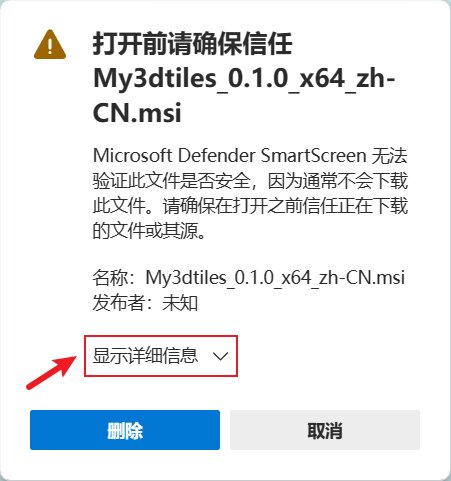 打开前请确保信任
My3dtiles_0.1.0_x64_zh-
CN.msi
Microsoft Defender SmartScreen 无法
验证此文件是否安全，因为通常不会下载
此文件。请确保在打开之前信任正在下载
的文件或其源。
名称：My3dtiles_0.1.0_x64_zh-CN.msi
发布者：未知
显示详细信息
删除
取消